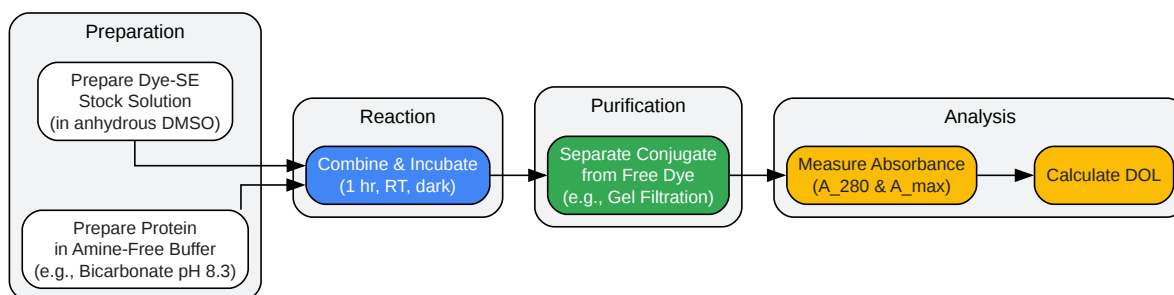 Preparation
Prepare Dye-SE
Stock Solution
(in anhydrous DMSO)
Prepare Protein
in Amine-Free Buffer
(e.g., Bicarbonate pH 8.3)
Reaction
Combine & Incubate
(1 hr, RT, dark)
Purification
Separate Conjugate
from Free Dye
(e.g., Gel Filtration)
Analysis
Measure Absorbance
(A_280 & A_max)
Calculate DOL